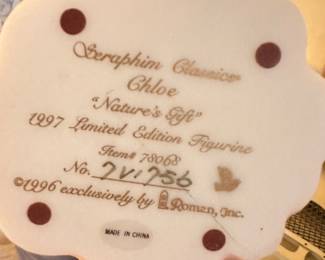 Seraphim Classics®
Chloe
"Nature's Gift"
1997 Limited Edition Figurine
Item# 78068
No. 7V1756
©1996 exclusively by Roman, Inc.
MADE IN CHINA